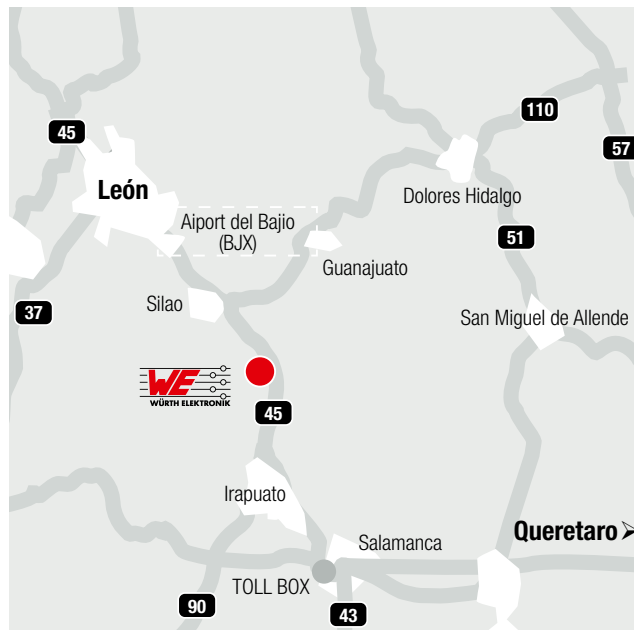 45
110
57
León
Dolores Hidalgo
Aiport del Bajio
(BJX)
51
Guanajuato
Silao
37
San Miguel de Allende
WE
WÜRTH ELEKTRONIK
45
Irapuato
Queretaro
Salamanca
TOLL BOX
90
43